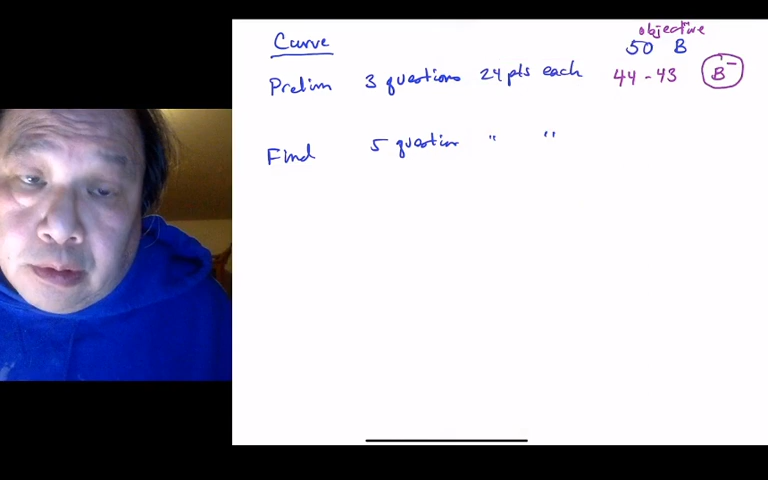 Curve
objective
50 B
Prelim 3 questions 24 pts each 44 - 43 B-
Final 5 question " "